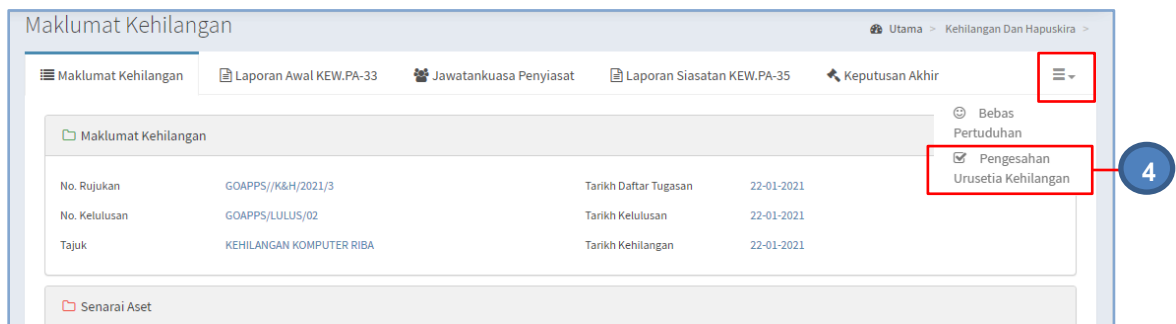 Maklumat Kehilangan
Utama > Kehilangan Dan Hapuskira >
Maklumat Kehilangan Laporan Awal KEW.PA-33 Jawatankuasa Penyiasat Laporan Siasatan KEW.PA-35 Keputusan Akhir
Bebas
Pertuduhan
Pengesahan
Urusetia Kehilangan
4
Maklumat Kehilangan
No. Rujukan GOAPPS//K&H/2021/3 Tarikh Daftar Tugasan 22-01-2021
No. Kelulusan GOAPPS/LULUS/02 Tarikh Kelulusan 22-01-2021
Tajuk KEHILANGAN KOMPUTER RIBA Tarikh Kehilangan 22-01-2021
Senarai Aset